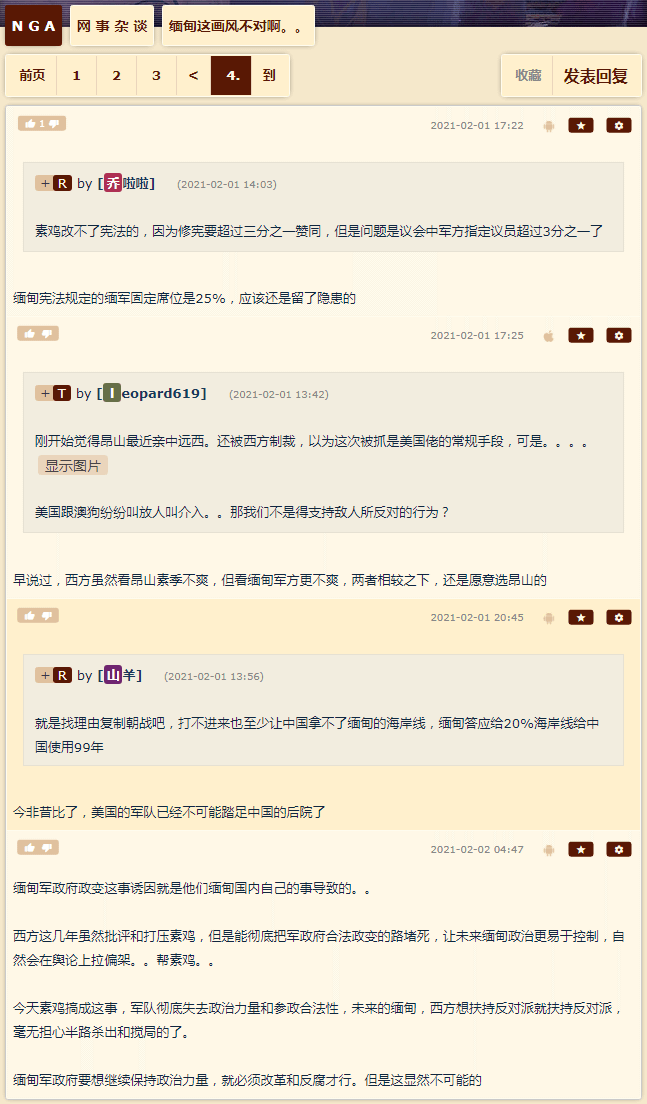 NGA 网事杂谈 缅甸这画风不对啊。。
前页 1 2 3 < 4. 到 收藏 发表回复
1 2021-02-01 17:22
+ R by [乔啦啦] (2021-02-01 14:03)
素鸡改不了宪法的，因为修宪要超过三分之一赞同，但是问题是议会中军方指定议员超过3分之一了
缅甸宪法规定的缅军固定席位是25%，应该还是留了隐患的
2021-02-01 17:25
+ T by [leopard619] (2021-02-01 13:42)
刚开始觉得昂山最近亲中远西。还被西方制裁，以为这次被抓是美国佬的常规手段，可是。。。。
显示图片
美国跟澳狗纷纷叫放人叫介入。。那我们不是得支持敌人所反对的行为？
早说过，西方虽然看昂山素季不爽，但看缅甸军方更不爽，两者相较之下，还是愿意选昂山的
2021-02-01 20:45
+ R by [山羊] (2021-02-01 13:56)
就是找理由复制朝战吧，打不进来也至少让中国拿不了缅甸的海岸线，缅甸答应给20%海岸线给中
国使用99年
今非昔比了，美国的军队已经不可能踏足中国的后院了
2021-02-02 04:47
缅甸军政府政变这事诱因就是他们缅甸国内自己的事导致的。。
西方这几年虽然批评和打压素鸡，但是能彻底把军政府合法政变的路堵死，让未来缅甸政治更易于控制，自
然会在舆论上拉偏架。。帮素鸡。。
今天素鸡搞成这事，军队彻底失去政治力量和参政合法性，未来的缅甸，西方想扶持反对派就扶持反对派，
毫无担心半路杀出和搅局的了。
缅甸军政府要想继续保持政治力量，就必须改革和反腐才行。但是这显然不可能的